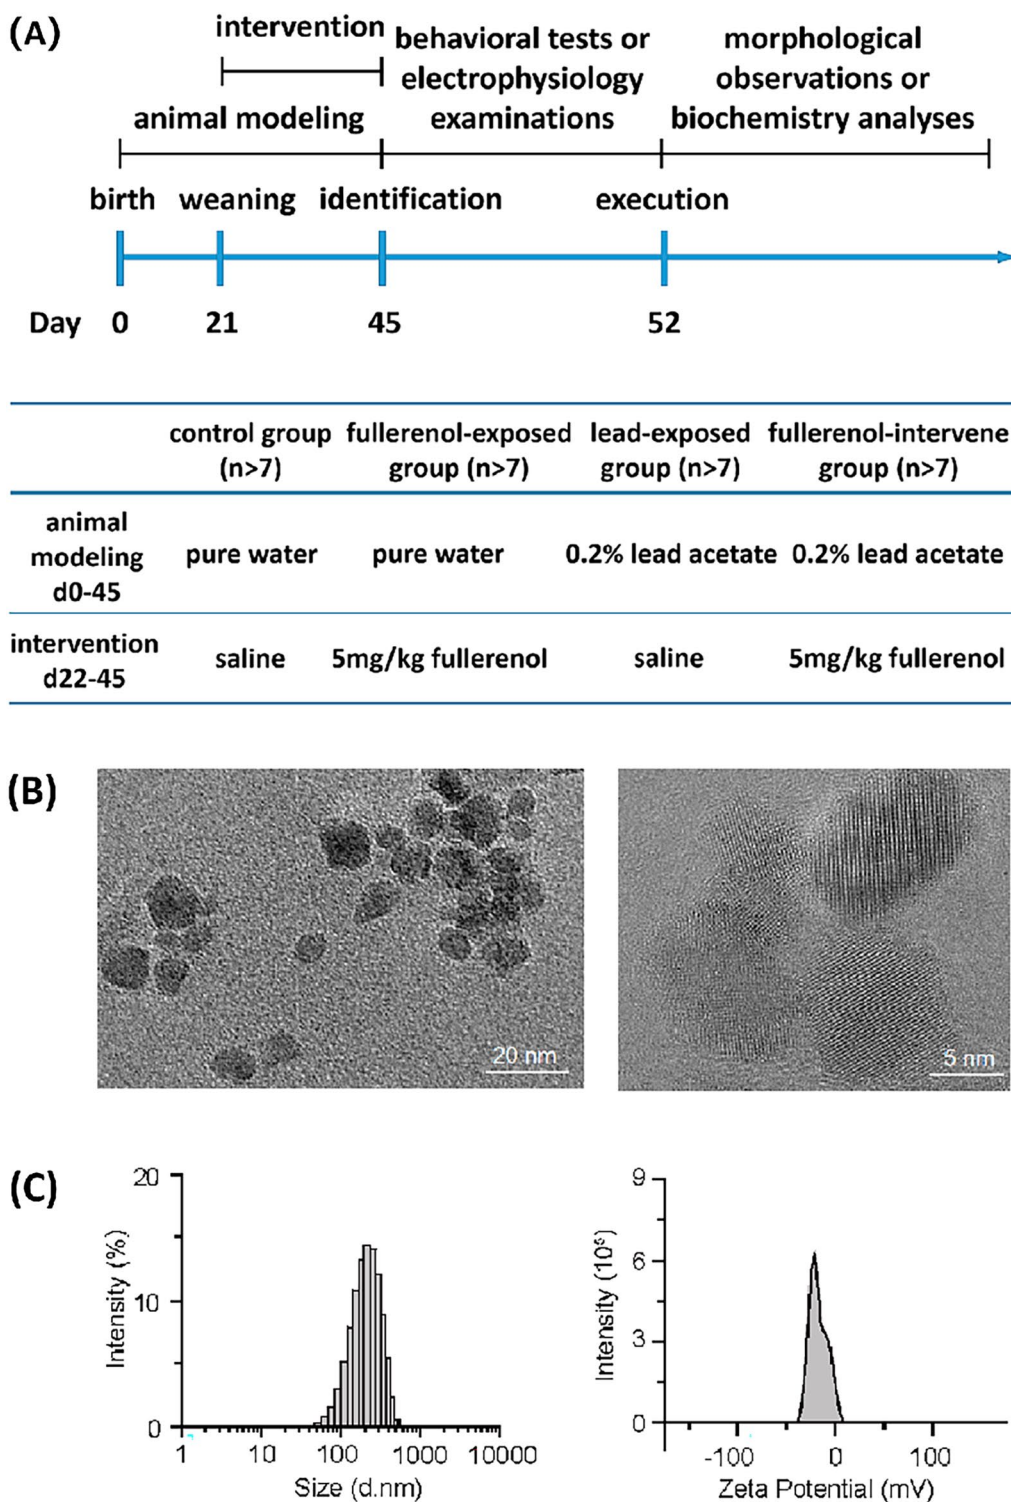 (A)
intervention
behavioral tests or
electrophysiology
examinations
morphological
observations or
biochemistry analyses
animal modeling
birth weaning identification execution
Day 0 21 45 52
control group
(n>7)
fullerenol-exposed
group (n>7)
lead-exposed
group (n>7)
fullerenol-intervene
group (n>7)
animal
modeling
d0-45
pure water
pure water
0.2% lead acetate
0.2% lead acetate
intervention
d22-45
saline
5mg/kg fullerenol
saline
5mg/kg fullerenol
(B)
20 nm
5 nm
(C)
20
10
0
Intensity (%)
1 10 100 1000 10000
Size (d.nm)
9
6
3
0
Intensity (10⁵)
-100 0 100
Zeta Potential (mV)